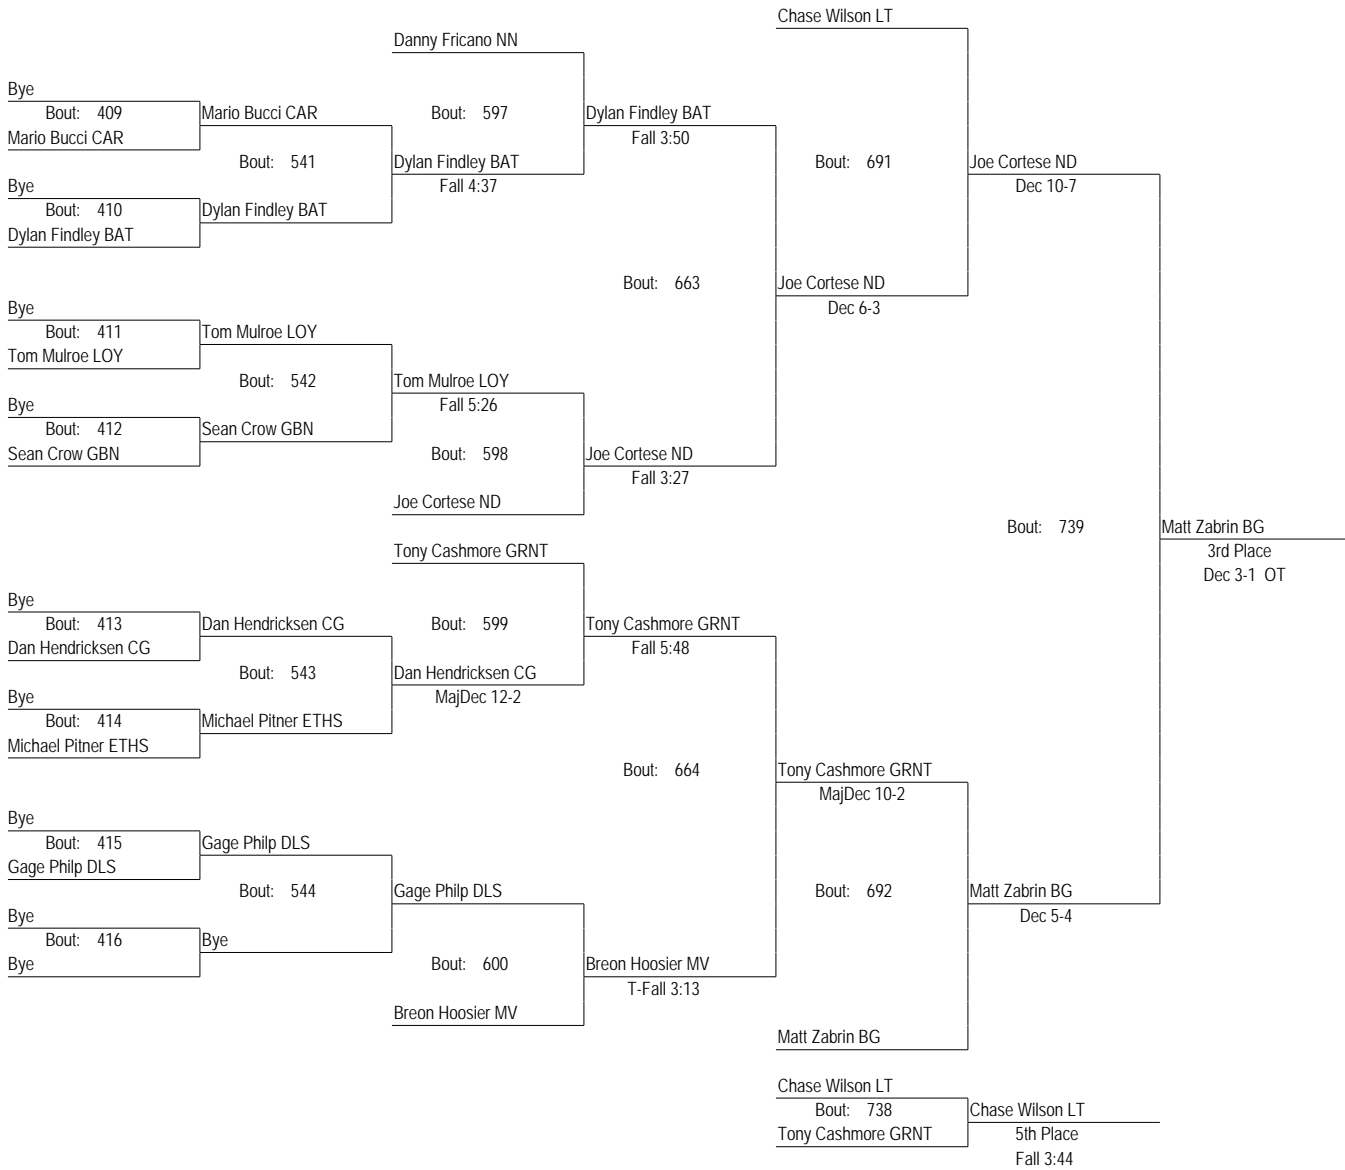 Chase Wilson LT
Danny Fricano NN
Bye
Bout: 409
Mario Bucci CAR
Mario Bucci CAR
Bout: 597
Dylan Findley BAT
Fall 3:50
Bout: 541
Dylan Findley BAT
Fall 4:37
Bout: 691
Joe Cortese ND
Dec 10-7
Bye
Bout: 410
Dylan Findley BAT
Dylan Findley BAT
Bout: 663
Joe Cortese ND
Dec 6-3
Bye
Bout: 411
Tom Mulroe LOY
Tom Mulroe LOY
Bout: 542
Tom Mulroe LOY
Fall 5:26
Bye
Bout: 412
Sean Crow GBN
Sean Crow GBN
Bout: 598
Joe Cortese ND
Fall 3:27
Joe Cortese ND
Bout: 739
Matt Zabrin BG
3rd Place
Dec 3-1 OT
Tony Cashmore GRNT
Bye
Bout: 413
Dan Hendricksen CG
Dan Hendricksen CG
Bout: 599
Tony Cashmore GRNT
Fall 5:48
Bout: 543
Dan Hendricksen CG
MajDec 12-2
Bye
Bout: 414
Michael Pitner ETHS
Michael Pitner ETHS
Bout: 664
Tony Cashmore GRNT
MajDec 10-2
Bye
Bout: 415
Gage Philp DLS
Gage Philp DLS
Bout: 544
Gage Philp DLS
Bout: 692
Matt Zabrin BG
Dec 5-4
Bye
Bout: 416
Bye
Bye
Bout: 600
Breon Hoosier MV
T-Fall 3:13
Breon Hoosier MV
Matt Zabrin BG
Chase Wilson LT
Bout: 738
Tony Cashmore GRNT
Chase Wilson LT
5th Place
Fall 3:44